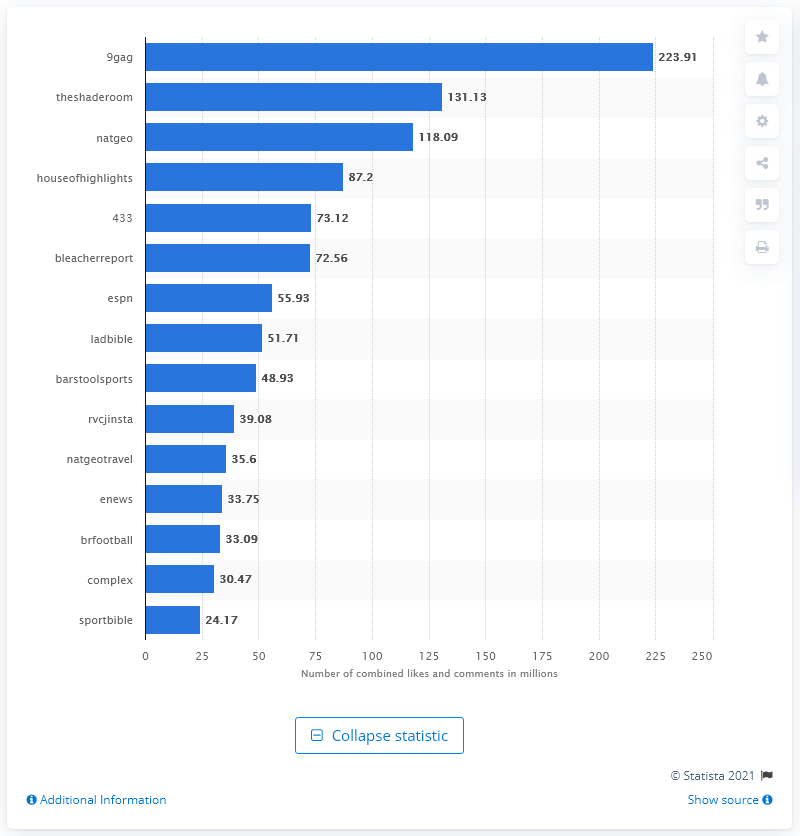 9gag 223.91
theshaderoom 131.13
natgeo 118.09
houseofhighlights 87.2
433 73.12
bleacherreport 72.56
espn 55.93
ladbible 51.71
barstoolsports 48.93
rvcjinsta 39.08
natgeotravel 35.6
enews 33.75
brfootball 33.09
complex 30.47
sportbible 24.17
0 25 50 75 100 125 150 175 200 225 250
Number of combined likes and comments in millions
Collapse statistic
© Statista 2021
Additional Information Show source